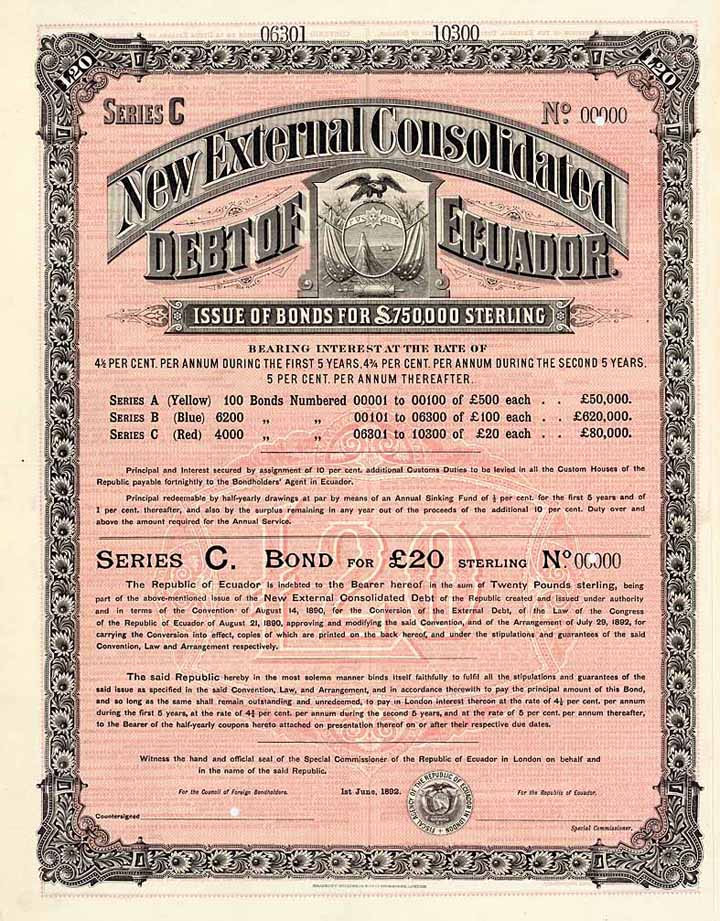 06301 10300
£20 £20
SERIES C Nº 00000
New External Consolidated
DEBT OF ECUADOR.
ISSUE OF BONDS FOR £750,000 STERLING
BEARING INTEREST AT THE RATE OF
4½ PER CENT. PER ANNUM DURING THE FIRST 5 YEARS, 4¾ PER CENT. PER ANNUM DURING THE SECOND 5 YEARS,
5 PER CENT. PER ANNUM THEREAFTER.
SERIES A (Yellow) 100 Bonds Numbered 00001 to 00100 of £500 each . . £50,000.
SERIES B (Blue) 6200 „ „ 00101 to 06300 of £100 each . . £620,000.
SERIES C (Red) 4000 „ „ 06301 to 10300 of £20 each . . £80,000.
Principal and Interest secured by assignment of 10 per cent. additional Customs Duties to be levied in all the Custom Houses of the
Republic payable fortnightly to the Bondholders' Agent in Ecuador.
Principal redeemable by half-yearly drawings at par by means of an Annual Sinking Fund of ½ per cent. for the first 5 years and of
1 per cent. thereafter, and also by the surplus remaining in any year out of the proceeds of the additional 10 per cent. Duty over and
above the amount required for the Annual Service.
SERIES C. BOND FOR £20 STERLING Nº 00000
The Republic of Ecuador is indebted to the Bearer hereof in the sum of Twenty Pounds sterling, being
part of the above-mentioned issue of the New External Consolidated Debt of the Republic created and issued under authority
and in terms of the Convention of August 14, 1890, for the Conversion of the External Debt, of the Law of the Congress
of the Republic of Ecuador of August 21, 1890, approving and modifying the said Convention, and of the Arrangement of July 29, 1892, for
carrying the Conversion into effect, copies of which are printed on the back hereof, and under the stipulations and guarantees of the said
Convention, Law and Arrangement respectively.
The said Republic hereby in the most solemn manner binds itself faithfully to fulfil all the stipulations and guarantees of the
said issue as specified in the said Convention, Law, and Arrangement, and in accordance therewith to pay the principal amount of this Bond,
and so long as the same shall remain outstanding and unredeemed, to pay in London interest thereon at the rate of 4½ per cent. per annum
during the first 5 years, at the rate of 4¾ per cent. per annum during the second 5 years, and at the rate of 5 per cent. per annum thereafter,
to the Bearer of the half-yearly coupons hereto attached on presentation thereof on or after their respective due dates.
Witness the hand and official seal of the Special Commissioner of the Republic of Ecuador in London on behalf and
in the name of the said Republic.
For the Council of Foreign Bondholders. 1st June, 1892. For the Republic of Ecuador.
FISCAL AGENCY OF THE REPUBLIC OF ECUADOR IN LONDON
Countersigned
Special Commissioner.